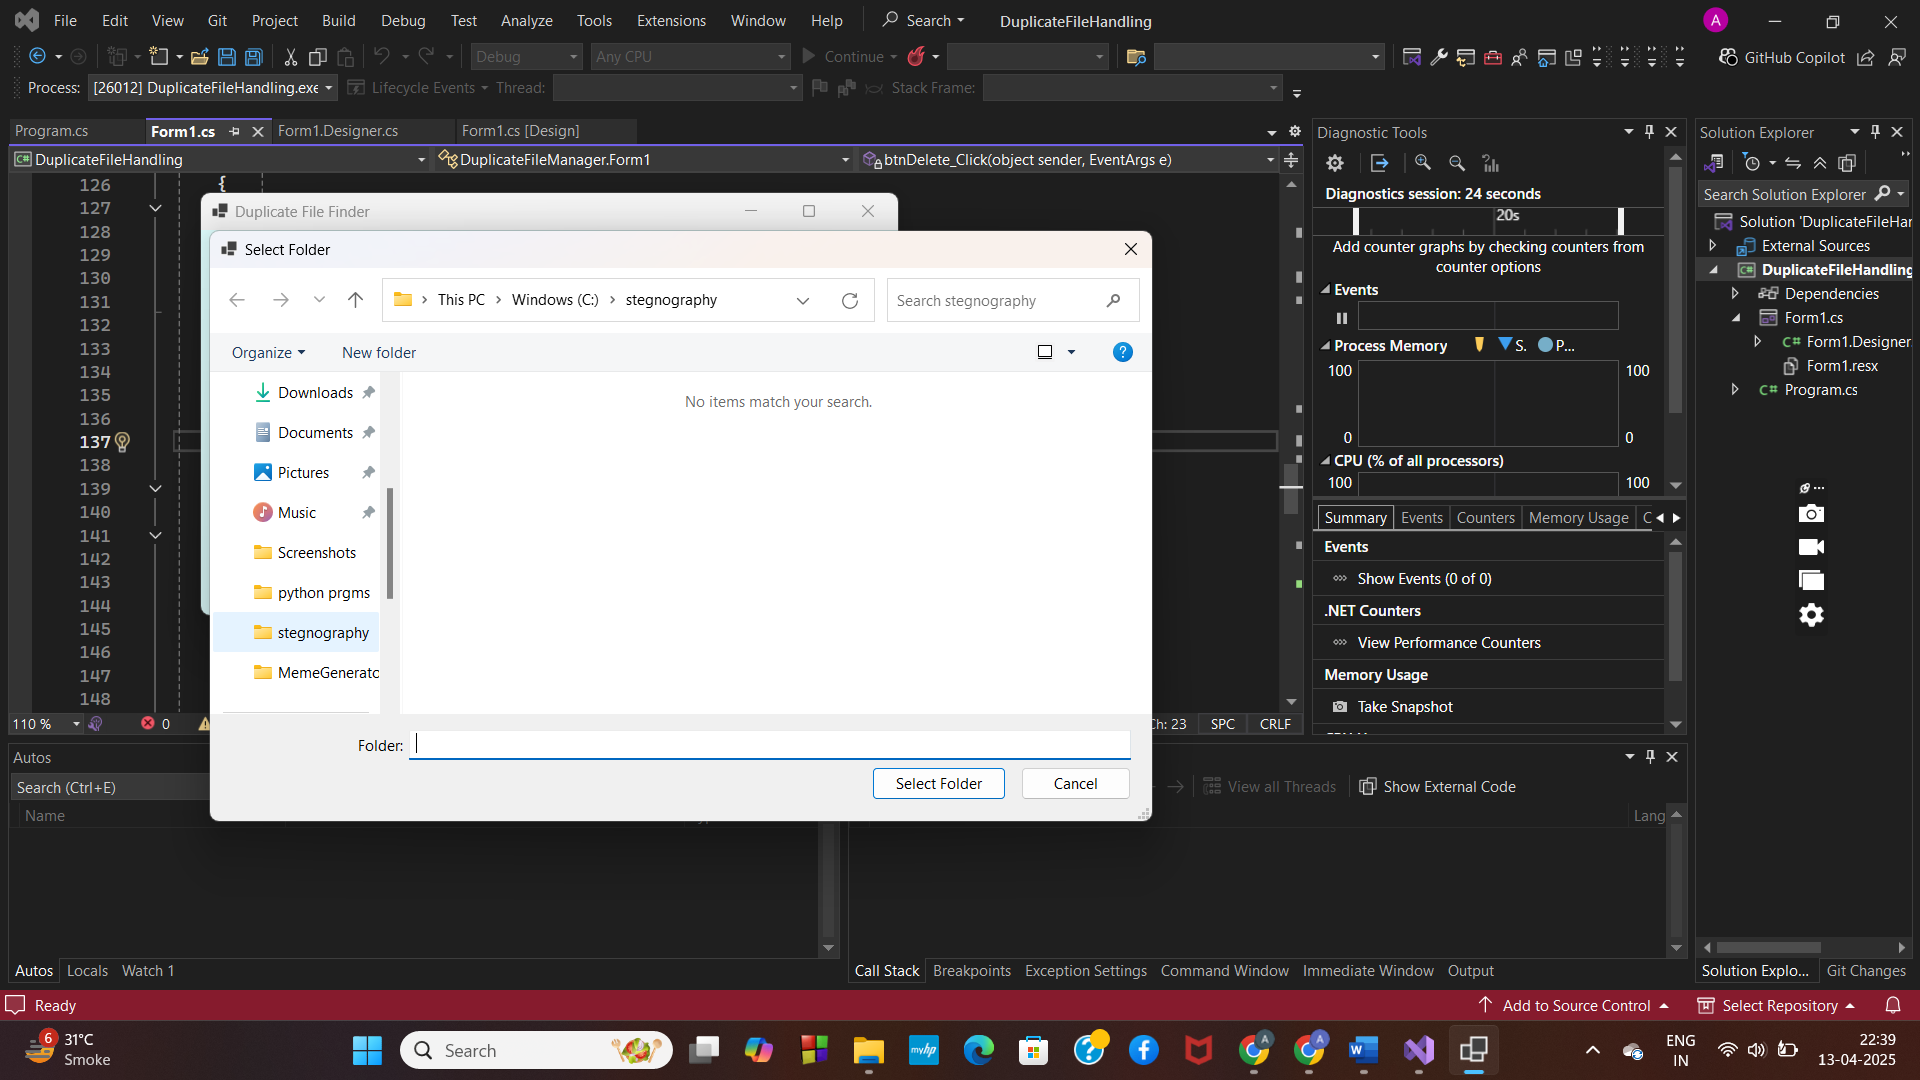 File Edit View Git Project Build Debug Test Analyze Tools Extensions Window Help Search DuplicateFileHandling A
Debug Any CPU Continue GitHub Copilot
Process: [26012] DuplicateFileHandling.exe Lifecycle Events Thread: Stack Frame:
Program.cs Form1.cs Form1.Designer.cs Form1.cs [Design]
C# DuplicateFileHandling DuplicateFileManager.Form1 btnDelete_Click(object sender, EventArgs e)
126 {
127
128
129
130
131
132
133
134
135
136
137
138
139
140
141
142
143
144
145
146
147
148
Duplicate File Finder
Select Folder
This PC > Windows (C:) > stegnography Search stegnography
Organize New folder ?
Downloads
Documents
Pictures
Music
Screenshots
python prgms
stegnography
MemeGenerato
No items match your search.
Folder:
Select Folder Cancel
110 % 0 Ch: 23 SPC CRLF
Diagnostic Tools
Diagnostics session: 24 seconds
20s
Add counter graphs by checking counters from
counter options
Events
Process Memory S. P...
100 100
0 0
CPU (% of all processors)
100 100
Summary Events Counters Memory Usage C
Events
Show Events (0 of 0)
.NET Counters
View Performance Counters
Memory Usage
Take Snapshot
Solution Explorer
Search Solution Explorer
Solution 'DuplicateFileHar
External Sources
C# DuplicateFileHandling
Dependencies
Form1.cs
C# Form1.Designer.
Form1.resx
C# Program.cs
Autos
Search (Ctrl+E)
Name
View all Threads Show External Code
Lang
Autos Locals Watch 1
Call Stack Breakpoints Exception Settings Command Window Immediate Window Output
Solution Explo... Git Changes
Ready Add to Source Control Select Repository
6 31°C
Smoke
Search
myhp
A A
ENG
IN
22:39
13-04-2025